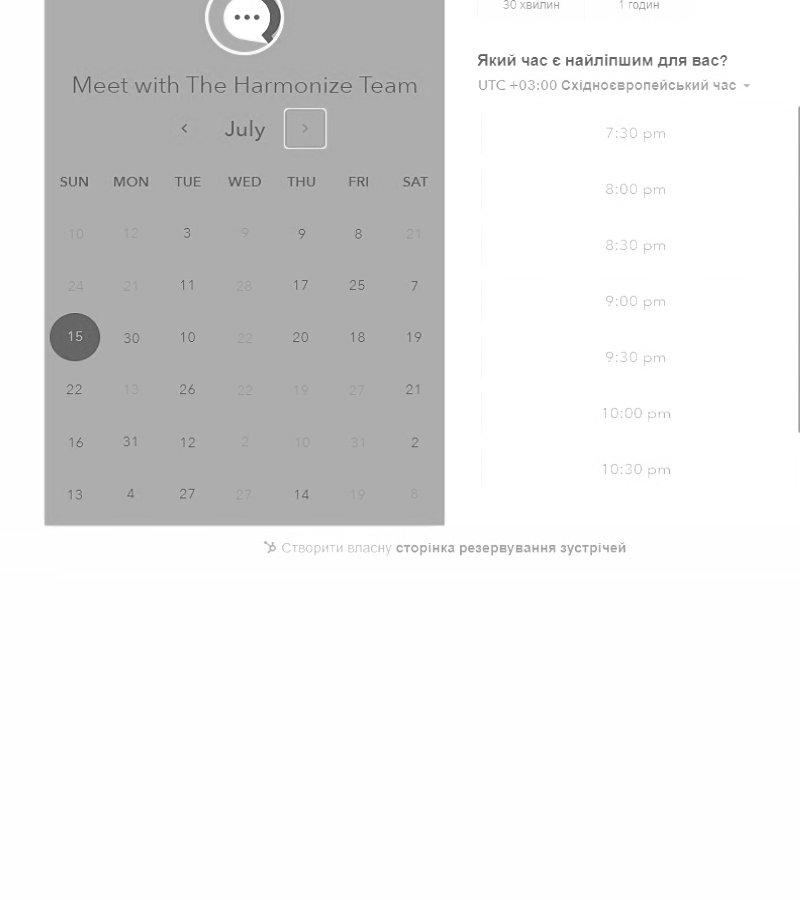 Meet with The Harmonize Team
July
SUN MON TUE WED THU FRI SAT
10 12 3 9 9 8 21
24 21 11 28 17 25 7
15 30 10 22 20 18 19
22 13 26 22 19 27 21
16 31 12 2 10 31 2
13 4 27 27 14 19 8
30 хвилин 1 годин
Який час є найліпшим для вас?
UTC +03:00 Східноєвропейський час
7:30 pm
8:00 pm
8:30 pm
9:00 pm
9:30 pm
10:00 pm
10:30 pm
Створити власну сторінка резервування зустрічей